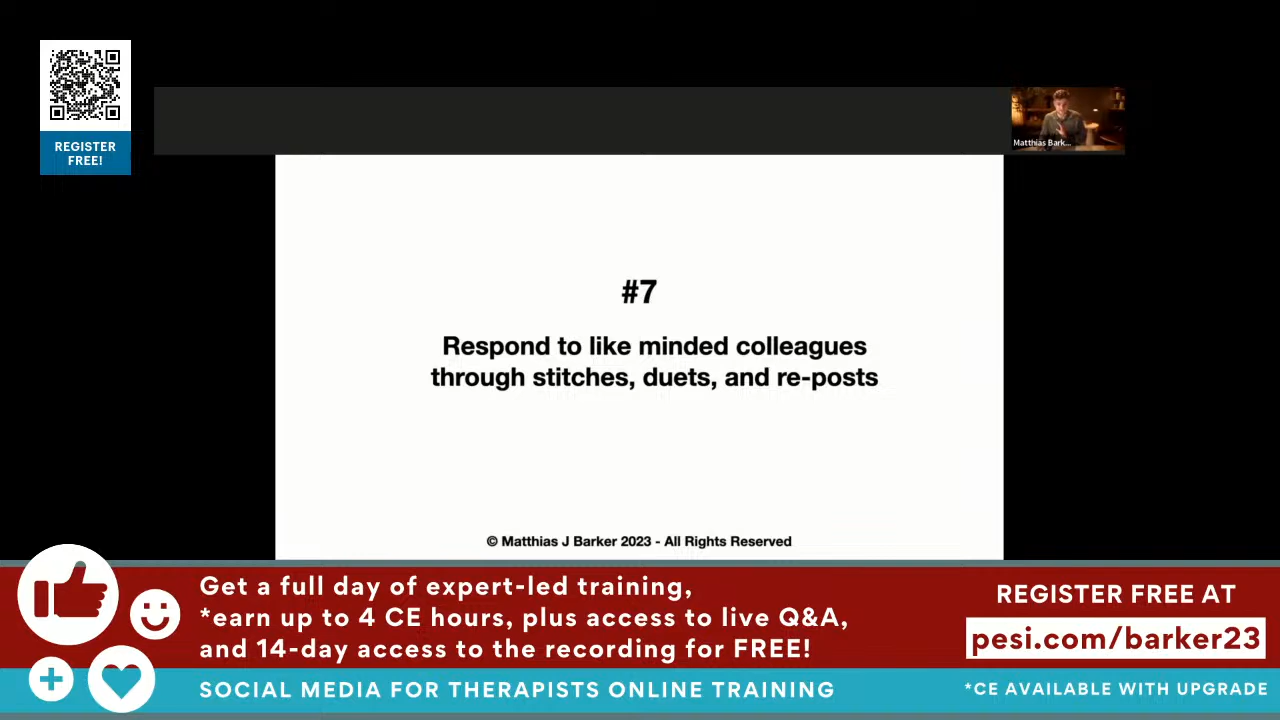 REGISTER
FREE!
Matthias Bark...
#7
Respond to like minded colleagues
through stitches, duets, and re-posts
© Matthias J Barker 2023 - All Rights Reserved
Get a full day of expert-led training,
*earn up to 4 CE hours, plus access to live Q&A,
and 14-day access to the recording for FREE!
REGISTER FREE AT
pesi.com/barker23
SOCIAL MEDIA FOR THERAPISTS ONLINE TRAINING
*CE AVAILABLE WITH UPGRADE